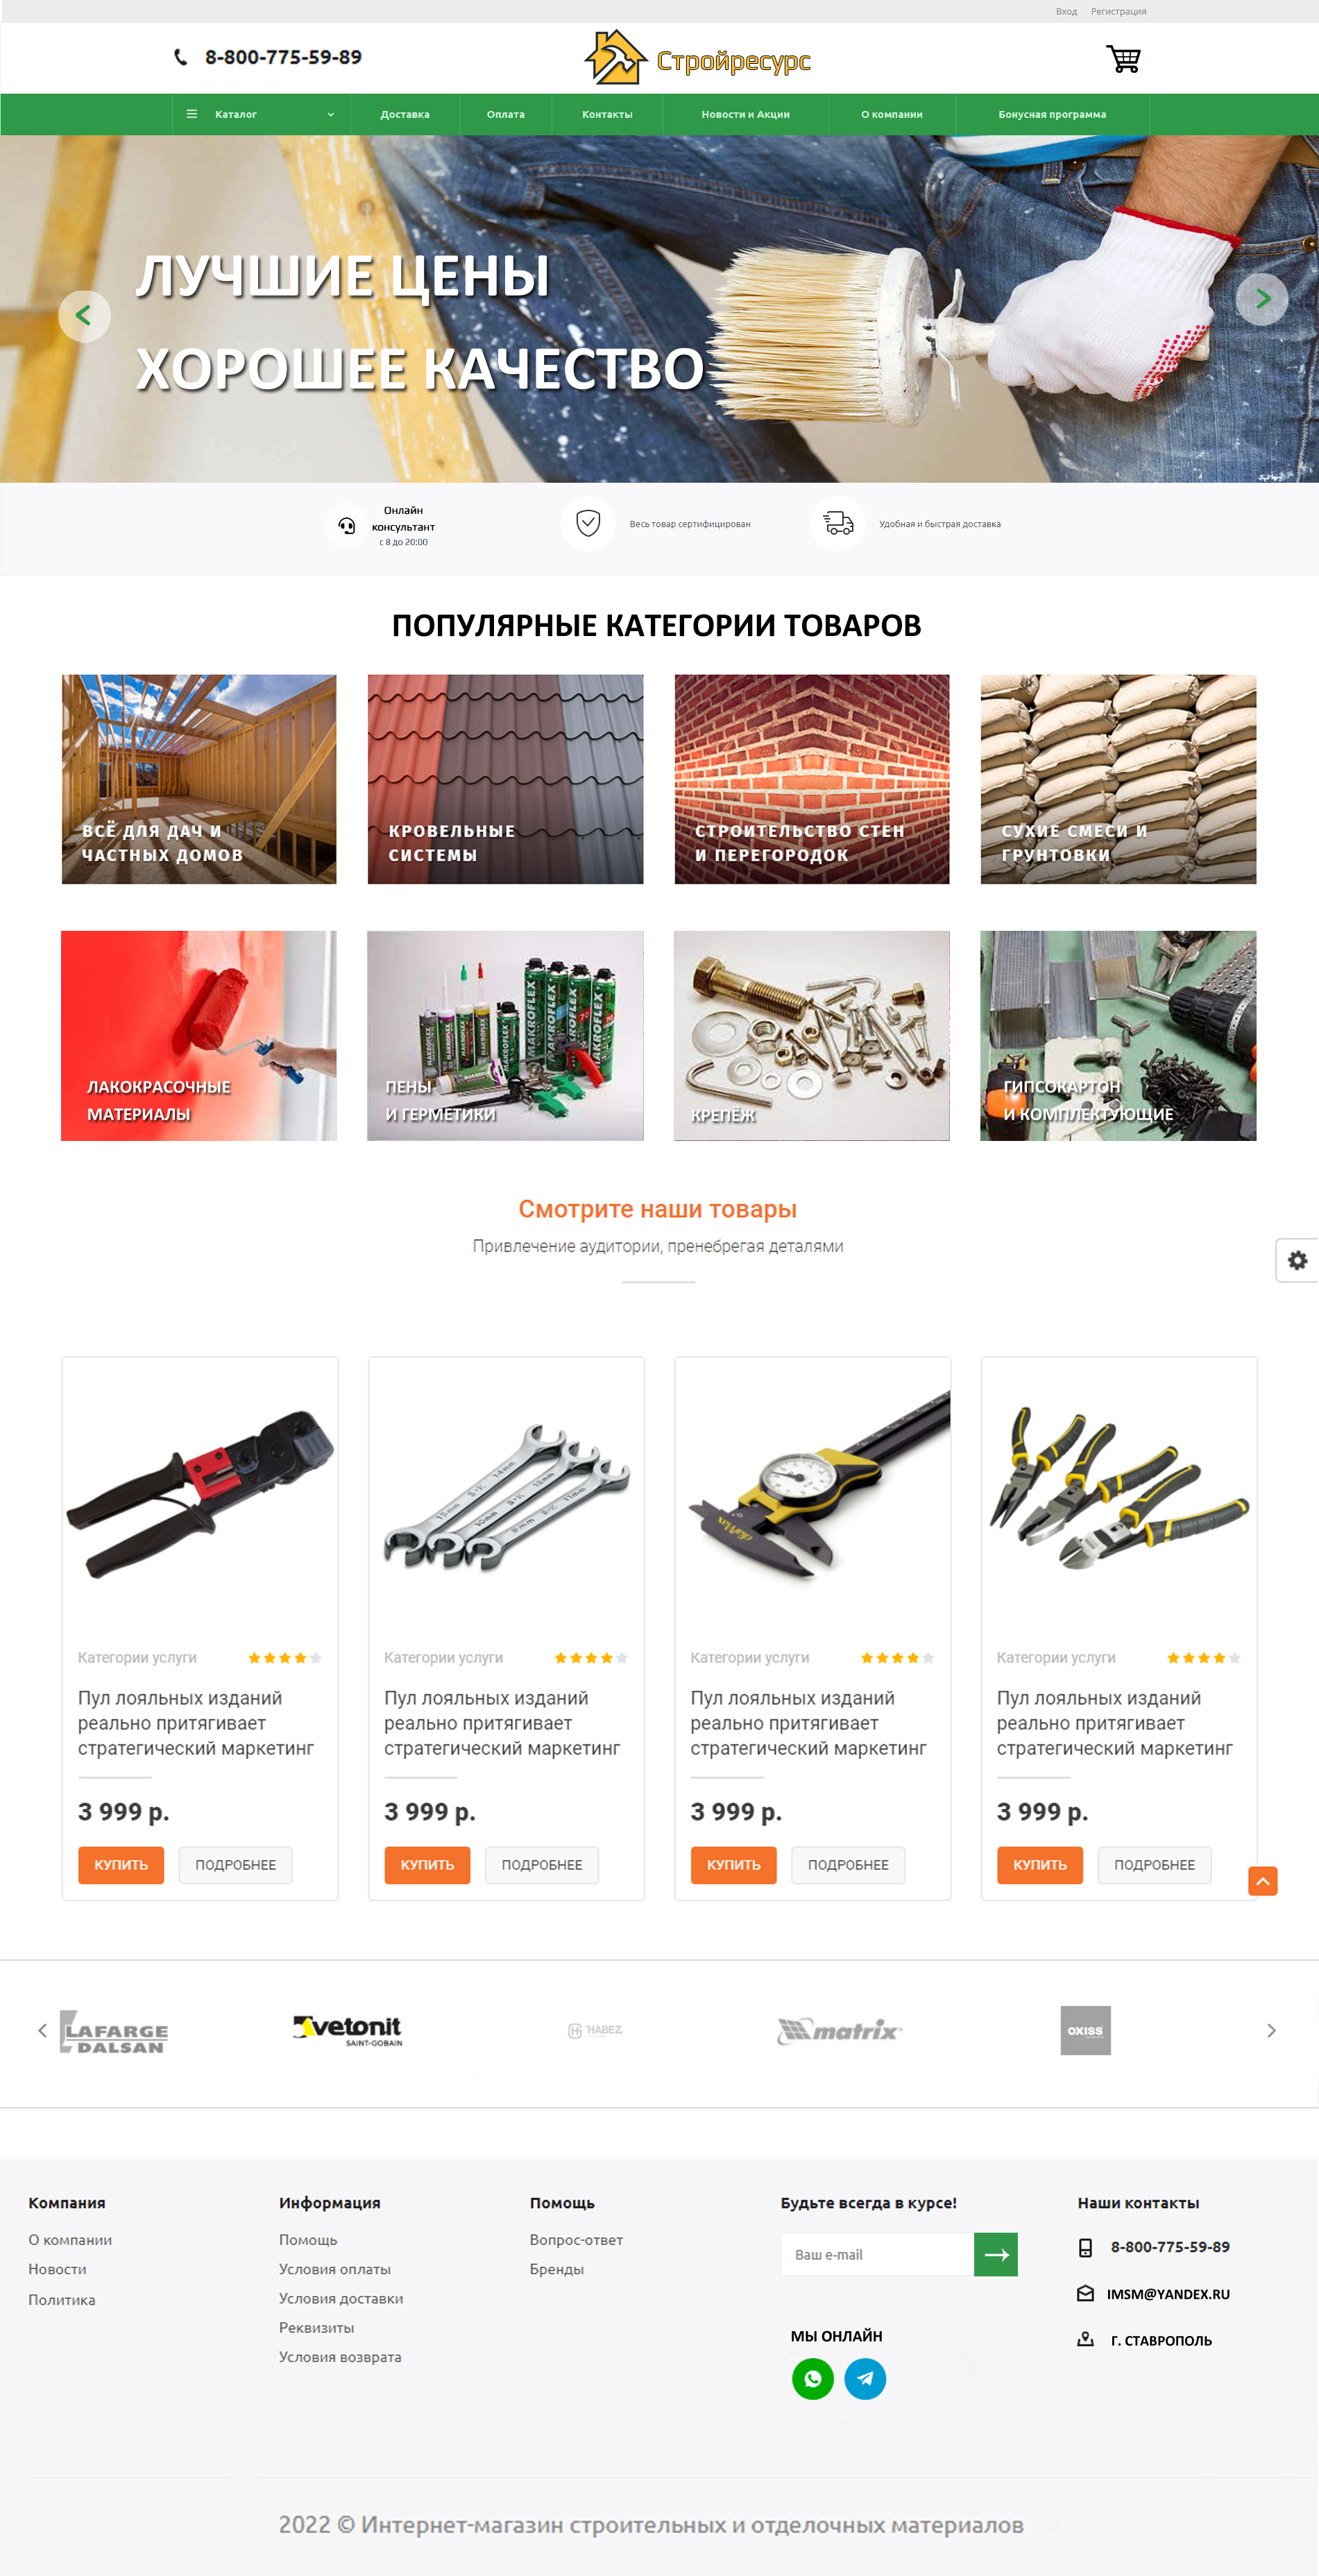 Вход Регистрация
8-800-775-59-89
Стройресурс
Каталог Доставка Оплата Контакты Новости и Акции О компании Бонусная программа
ЛУЧШИЕ ЦЕНЫ
ХОРОШЕЕ КАЧЕСТВО
Онлайн
консультант
с 8 до 20:00
Весь товар сертифицирован
Удобная и быстрая доставка
ПОПУЛЯРНЫЕ КАТЕГОРИИ ТОВАРОВ
ВСЁ ДЛЯ ДАЧ И
ЧАСТНЫХ ДОМОВ
КРОВЕЛЬНЫЕ
СИСТЕМЫ
СТРОИТЕЛЬСТВО СТЕН
И ПЕРЕГОРОДОК
СУХИЕ СМЕСИ И
ГРУНТОВКИ
ЛАКОКРАСОЧНЫЕ
МАТЕРИАЛЫ
MAKROFLEX
MAKROFLEX
MAKROFLEX
ПЕНЫ
И ГЕРМЕТИКИ
КРЕПЁЖ
ГИПСОКАРТОН
И КОМПЛЕКТУЮЩИЕ
Смотрите наши товары
Привлечение аудитории, пренебрегая деталями
Категории услуги
Пул лояльных изданий
реально притягивает
стратегический маркетинг
3 999 р.
КУПИТЬ ПОДРОБНЕЕ
Категории услуги
Пул лояльных изданий
реально притягивает
стратегический маркетинг
3 999 р.
КУПИТЬ ПОДРОБНЕЕ
Категории услуги
Пул лояльных изданий
реально притягивает
стратегический маркетинг
3 999 р.
КУПИТЬ ПОДРОБНЕЕ
Категории услуги
Пул лояльных изданий
реально притягивает
стратегический маркетинг
3 999 р.
КУПИТЬ ПОДРОБНЕЕ
LAFARGE
DALSAN
vetonit
SAINT-GOBAIN
HABEZ
matrix
OXISS
Компания
О компании
Новости
Политика
Информация
Помощь
Условия оплаты
Условия доставки
Реквизиты
Условия возврата
Помощь
Вопрос-ответ
Бренды
Будьте всегда в курсе!
Ваш e-mail
МЫ ОНЛАЙН
Наши контакты
8-800-775-59-89
IMSM@YANDEX.RU
Г. СТАВРОПОЛЬ
2022 © Интернет-магазин строительных и отделочных материалов